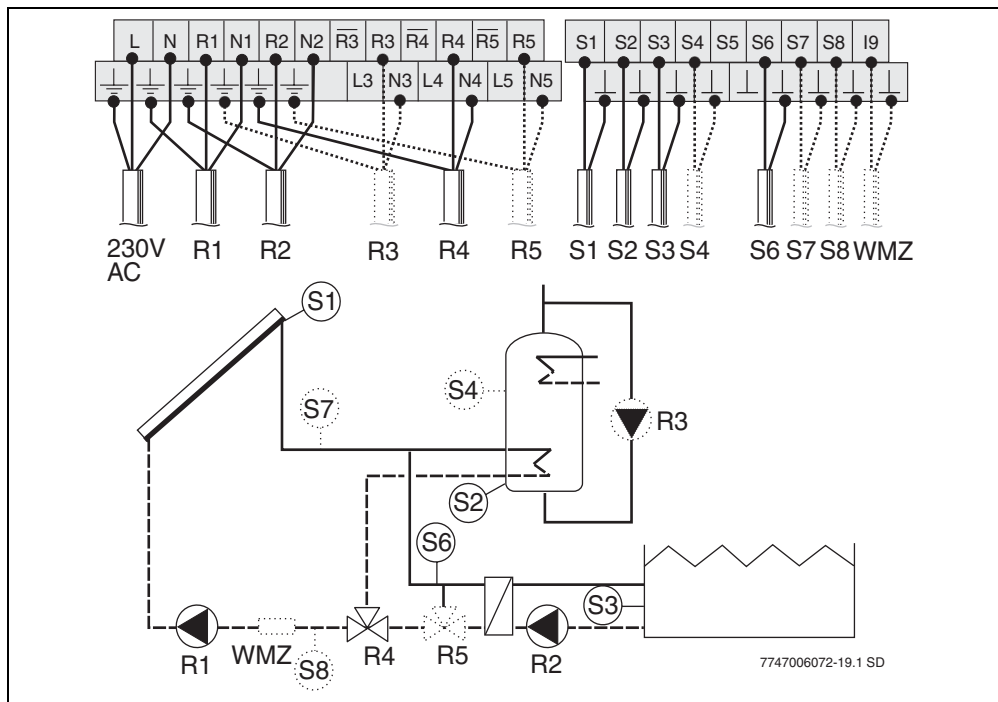 L N R1 N1 R2 N2 R3 R3 R4 R4 R5 R5
S1 S2 S3 S4 S5 S6 S7 S8 I9
L3 N3 L4 N4 L5 N5
230V R1 R2 R3 R4 R5
AC
S1 S2 S3 S4 S6 S7 S8 WMZ
S1
S7
S4
R3
S2
S6
S3
R1 WMZ S8 R4 R5 R2
7747006072-19.1 SD